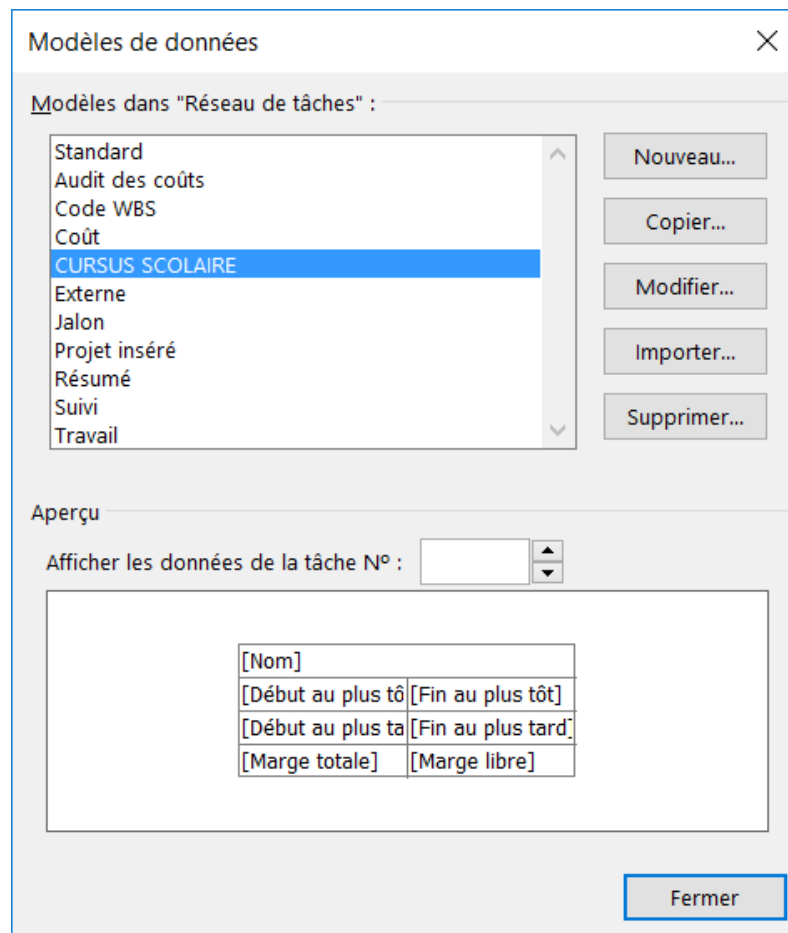 Modèles de données
Modèles dans "Réseau de tâches" :
Standard
Audit des coûts
Code WBS
Coût
CURSUS SCOLAIRE
Externe
Jalon
Projet inséré
Résumé
Suivi
Travail
Nouveau...
Copier...
Modifier...
Importer...
Supprimer...
Aperçu
Afficher les données de la tâche Nº :
[Nom]
[Début au plus tô [Fin au plus tôt]
[Début au plus ta [Fin au plus tard]
[Marge totale] [Marge libre]
Fermer